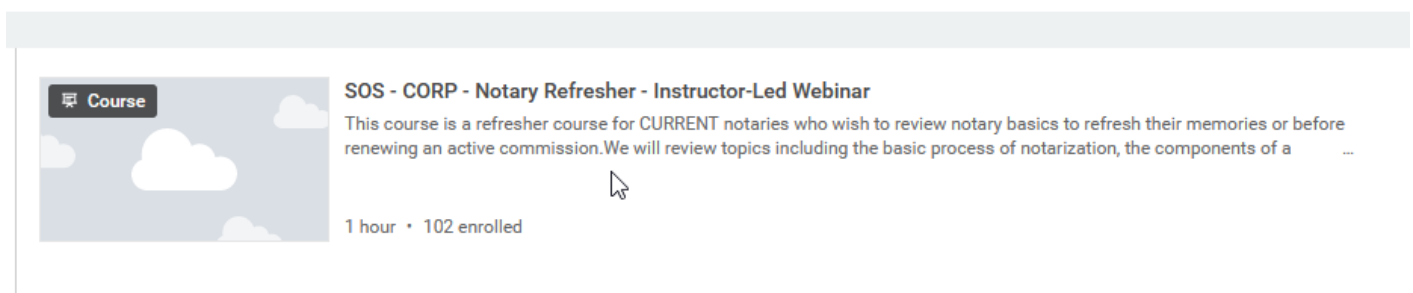 Course
SOS - CORP - Notary Refresher - Instructor-Led Webinar
This course is a refresher course for CURRENT notaries who wish to review notary basics to refresh their memories or before
renewing an active commission.We will review topics including the basic process of notarization, the components of a ...
1 hour • 102 enrolled